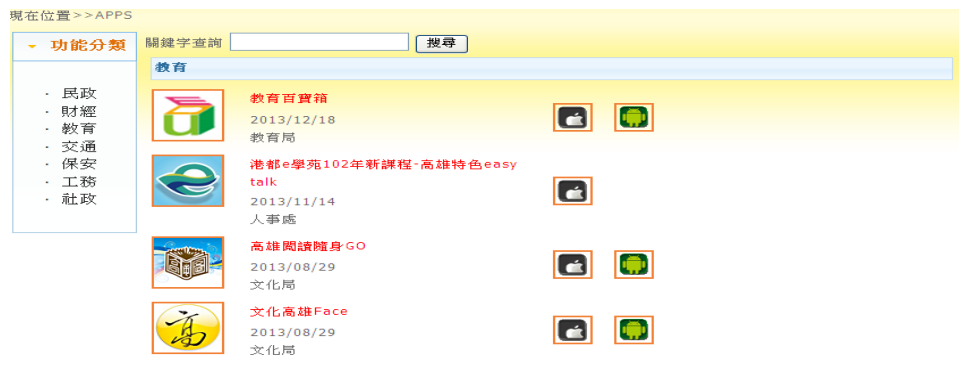 現在位置>>APPS
功能分類
民政
財經
教育
交通
保安
工務
社政
關鍵字查詢
搜尋
教育
教育百寶箱
2013/12/18
教育局
港都e學苑102年新課程-高雄特色easy
talk
2013/11/14
人事處
高雄閱讀隨身GO
2013/08/29
文化局
高
文化高雄Face
2013/08/29
文化局